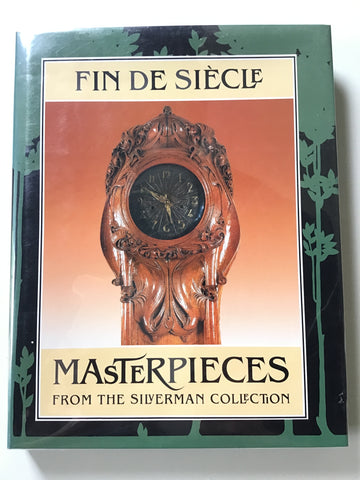 FIN DE SIÈCLE
MASTERPIECES
FROM THE SILVERMAN COLLECTION